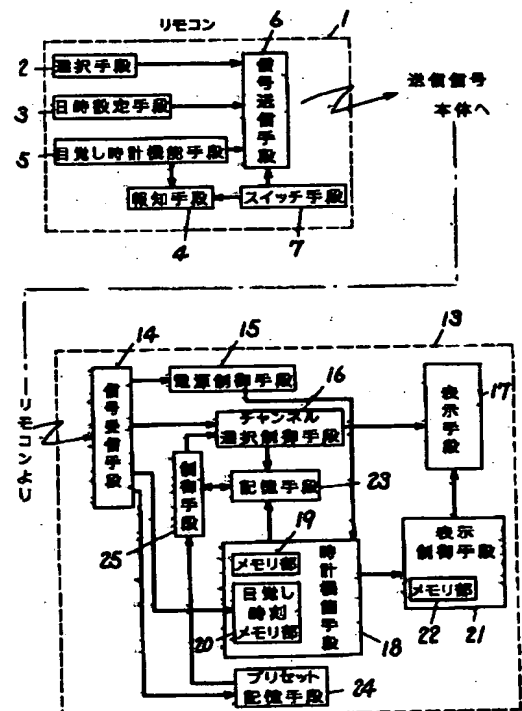 リモコン
6
1
2
選択手段
信号送信手段
送信信号
本体へ
3
日時設定手段
5
目覚し時計機能手段
報知手段
スイッチ手段
4
7
13
14
15
16
17
リモコンより
信号受信手段
電源制御手段
チャンネル
選択制御手段
表示手段
制御手段
25
記憶手段
23
19
メモリ部
時計機能手段
目覚し
時刻
メモリ部
20
18
表示
制御手段
メモリ部
22
21
プリセット
記憶手段
24